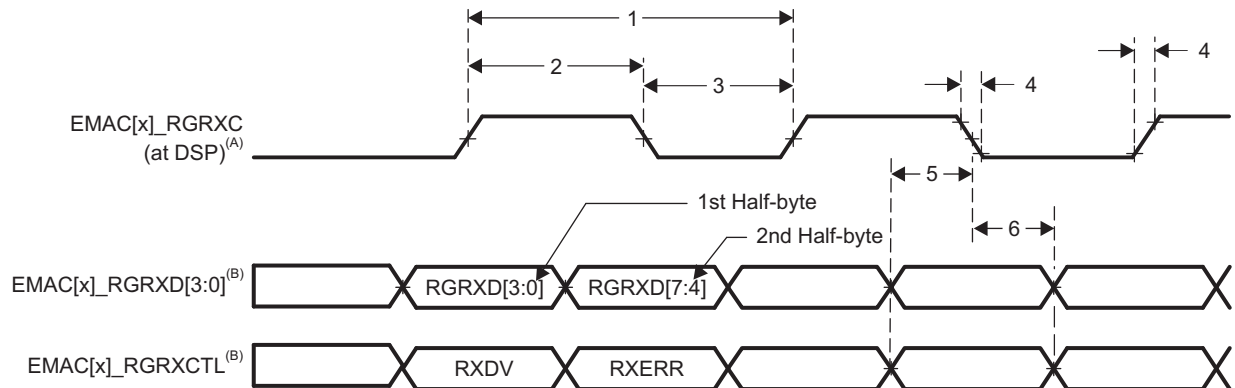 1
2
3
4
4
EMAC[x]_RGRXC
(at DSP)(A)
5
1st Half-byte
6
2nd Half-byte
EMAC[x]_RGRXD[3:0](B)
RGRXD[3:0]
RGRXD[7:4]
EMAC[x]_RGRXCTL(B)
RXDV
RXERR